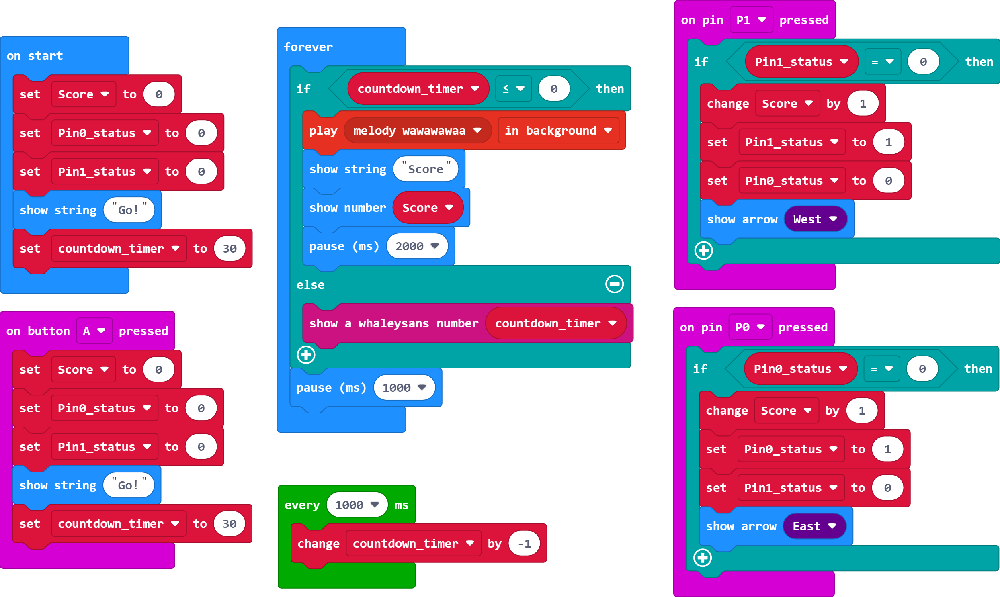 on start
set Score to 0
set Pin0_status to 0
set Pin1_status to 0
show string "Go!"
set countdown_timer to 30
on button A pressed
set Score to 0
set Pin0_status to 0
set Pin1_status to 0
show string "Go!"
set countdown_timer to 30
forever
if countdown_timer ≤ 0 then
play melody wawawawaa in background
show string "Score"
show number Score
pause (ms) 2000
else
show a whaleysans number countdown_timer
pause (ms) 1000
every 1000 ms
change countdown_timer by -1
on pin P1 pressed
if Pin1_status = 0 then
change Score by 1
set Pin1_status to 1
set Pin0_status to 0
show arrow West
on pin P0 pressed
if Pin0_status = 0 then
change Score by 1
set Pin0_status to 1
set Pin1_status to 0
show arrow East